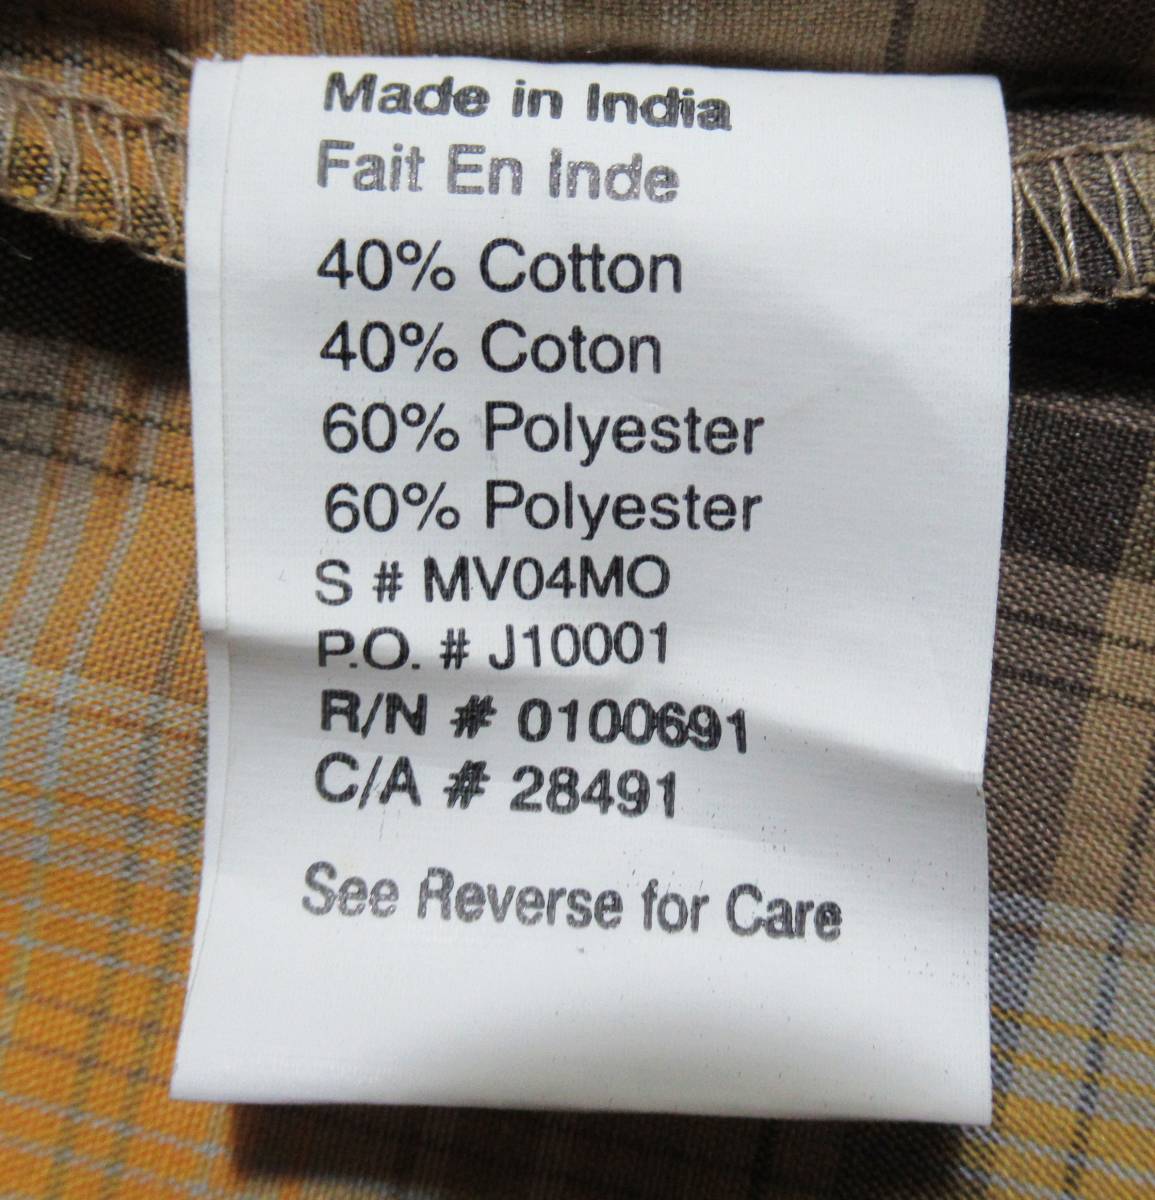 Made in India
Fait En Inde
40% Cotton
40% Coton
60% Polyester
60% Polyester
S # MV04MO
P.O. # J10001
R/N # 0100691
C/A # 28491
See Reverse for Care